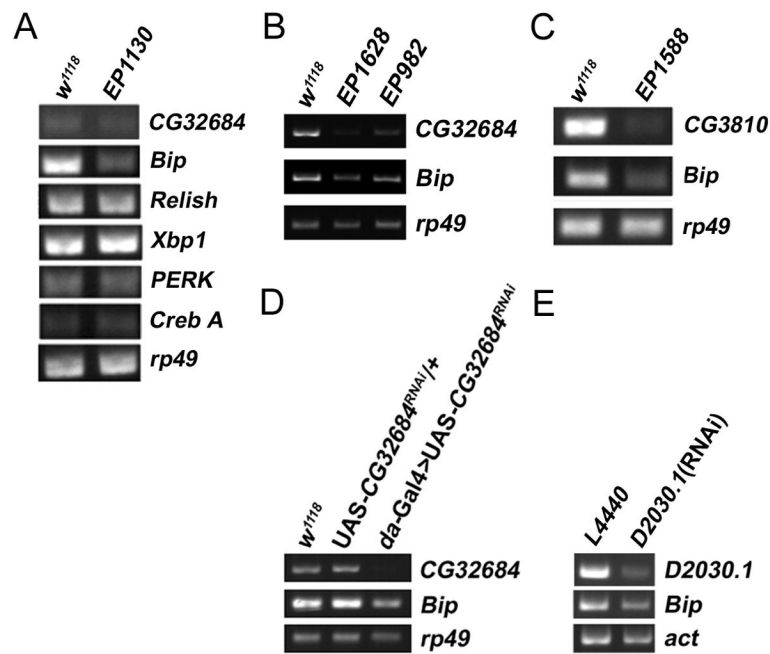 A
w1118
EP1130
CG32684
Bip
Relish
Xbp1
PERK
Creb A
rp49
B
w1118
EP1628
EP982
CG32684
Bip
rp49
C
w1118
EP1588
CG3810
Bip
rp49
D
w1118
UAS-CG32684RNAi/+
da-Gal4>UAS-CG32684RNAi
CG32684
Bip
rp49
E
L4440
D2030.1(RNAi)
D2030.1
Bip
act